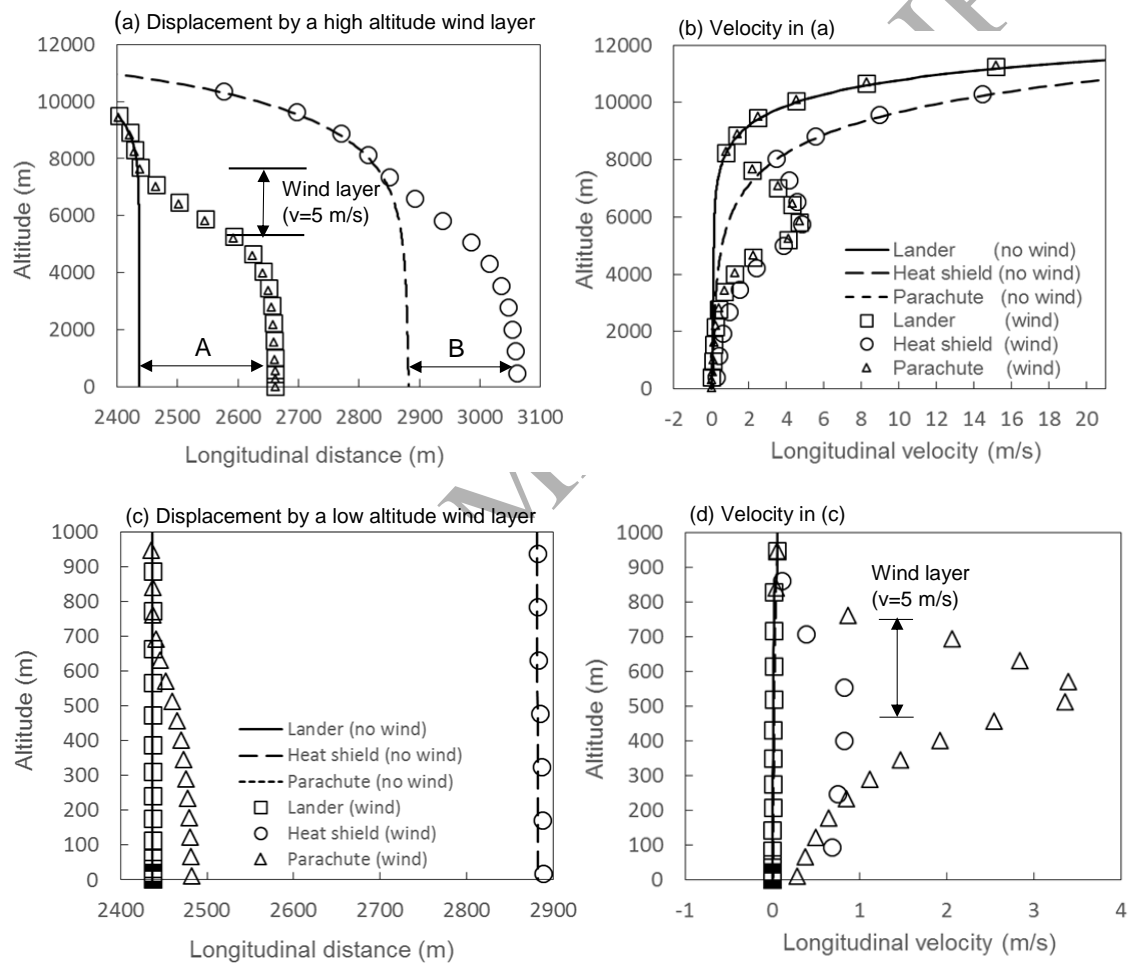 (a) Displacement by a high altitude wind layer
12000
10000
8000
6000
4000
2000
0
Altitude (m)
Wind layer
(v=5 m/s)
A
B
2400 2500 2600 2700 2800 2900 3000 3100
Longitudinal distance (m)
(b) Velocity in (a)
12000
10000
8000
6000
4000
2000
0
Altitude (m)
Lander (no wind)
Heat shield (no wind)
Parachute (no wind)
Lander (wind)
Heat shield (wind)
Parachute (wind)
-2 0 2 4 6 8 10 12 14 16 18 20
Longitudinal velocity (m/s)
(c) Displacement by a low altitude wind layer
1000
900
800
700
600
500
400
300
200
100
0
Altitude (m)
Lander (no wind)
Heat shield (no wind)
Parachute (no wind)
Lander (wind)
Heat shield (wind)
Parachute (wind)
2400 2500 2600 2700 2800 2900
Longitudinal distance (m)
(d) Velocity in (c)
1000
900
800
700
600
500
400
300
200
100
0
Altitude (m)
Wind layer
(v=5 m/s)
-1 0 1 2 3 4
Longitudinal velocity (m/s)